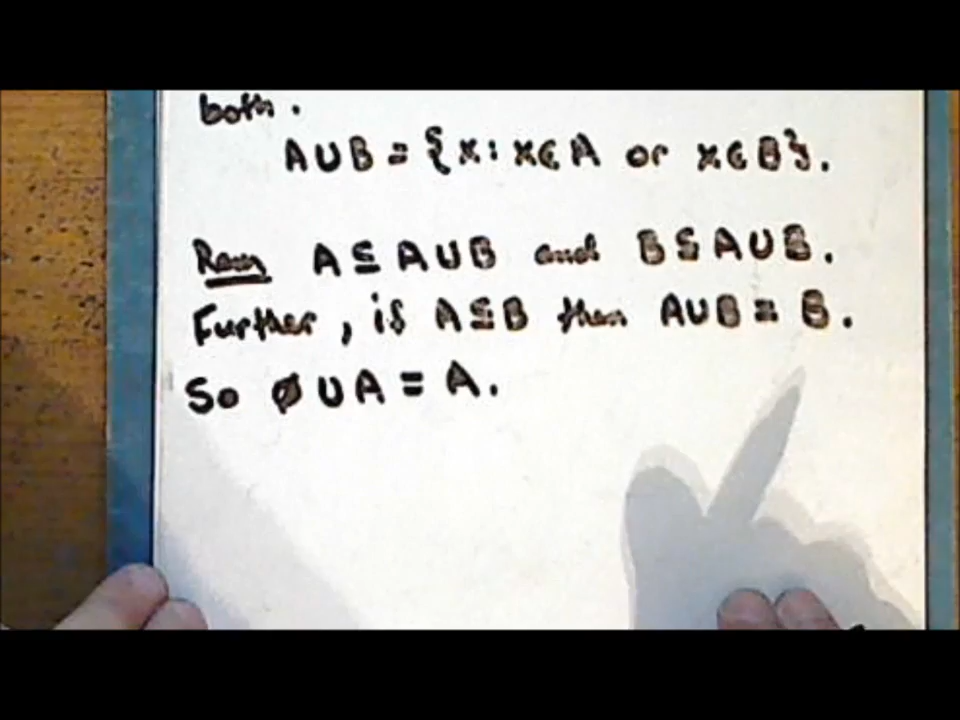 both.
A∪B = {x: x∈A or x∈B}.
Rem A⊆A∪B and B⊆A∪B.
Further, if A⊆B then A∪B = B.
So ∅∪A = A.